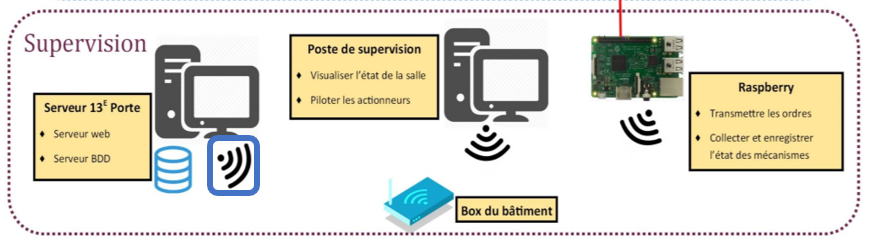 Supervision
Serveur 13E Porte
♦ Serveur web
♦ Serveur BDD
Poste de supervision
♦ Visualiser l'état de la salle
♦ Piloter les actionneurs
Raspberry
♦ Transmettre les ordres
♦ Collecter et enregistrer
l'état des mécanismes
Box du bâtiment